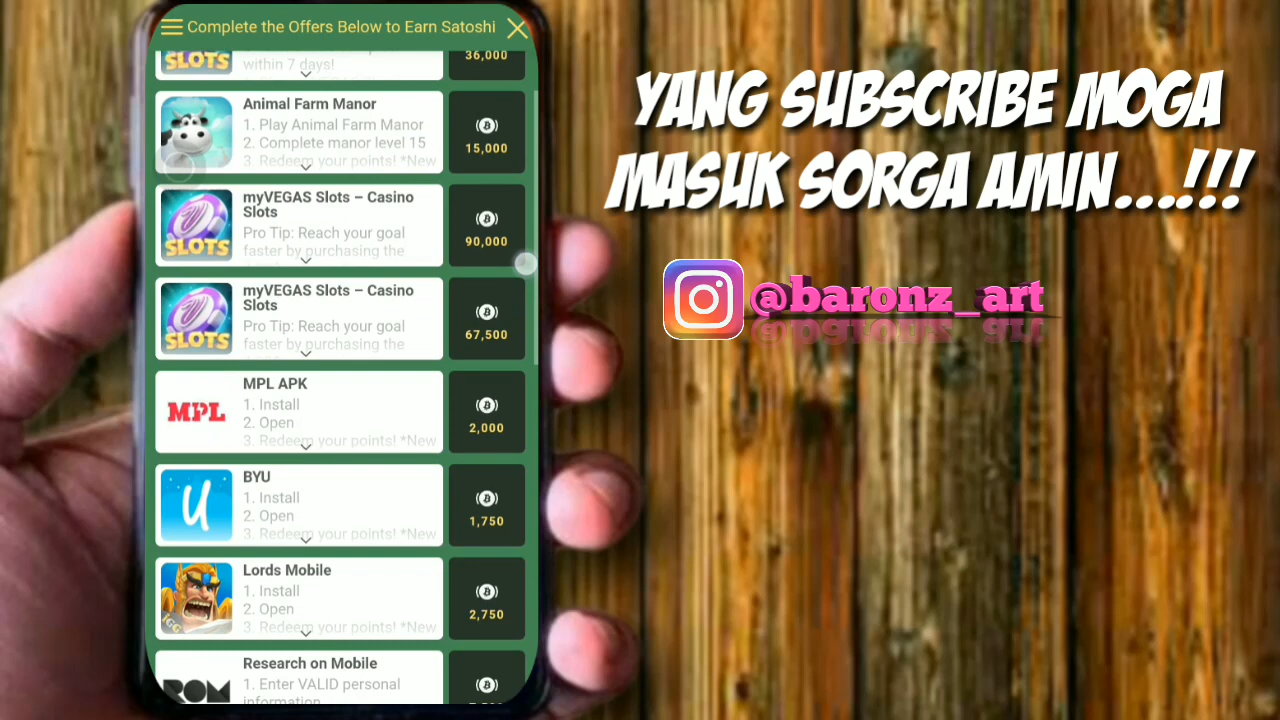 Complete the Offers Below to Earn Satoshi
SLOTS
within 7 days!
36,000
Animal Farm Manor
1. Play Animal Farm Manor
2. Complete manor level 15
3. Redeem your points! *New
15,000
SLOTS
myVEGAS Slots – Casino
Slots
Pro Tip: Reach your goal
faster by purchasing the
90,000
SLOTS
myVEGAS Slots – Casino
Slots
Pro Tip: Reach your goal
faster by purchasing the
67,500
MPL
MPL APK
1. Install
2. Open
3. Redeem your points! *New
2,000
U
BYU
1. Install
2. Open
3. Redeem your points! *New
1,750
IGG
Lords Mobile
1. Install
2. Open
3. Redeem your points! *New
2,750
ROM
Research on Mobile
1. Enter VALID personal
information
YANG SUBSCRIBE MOGA
MASUK SORGA AMIN...!!!
@baronz_art